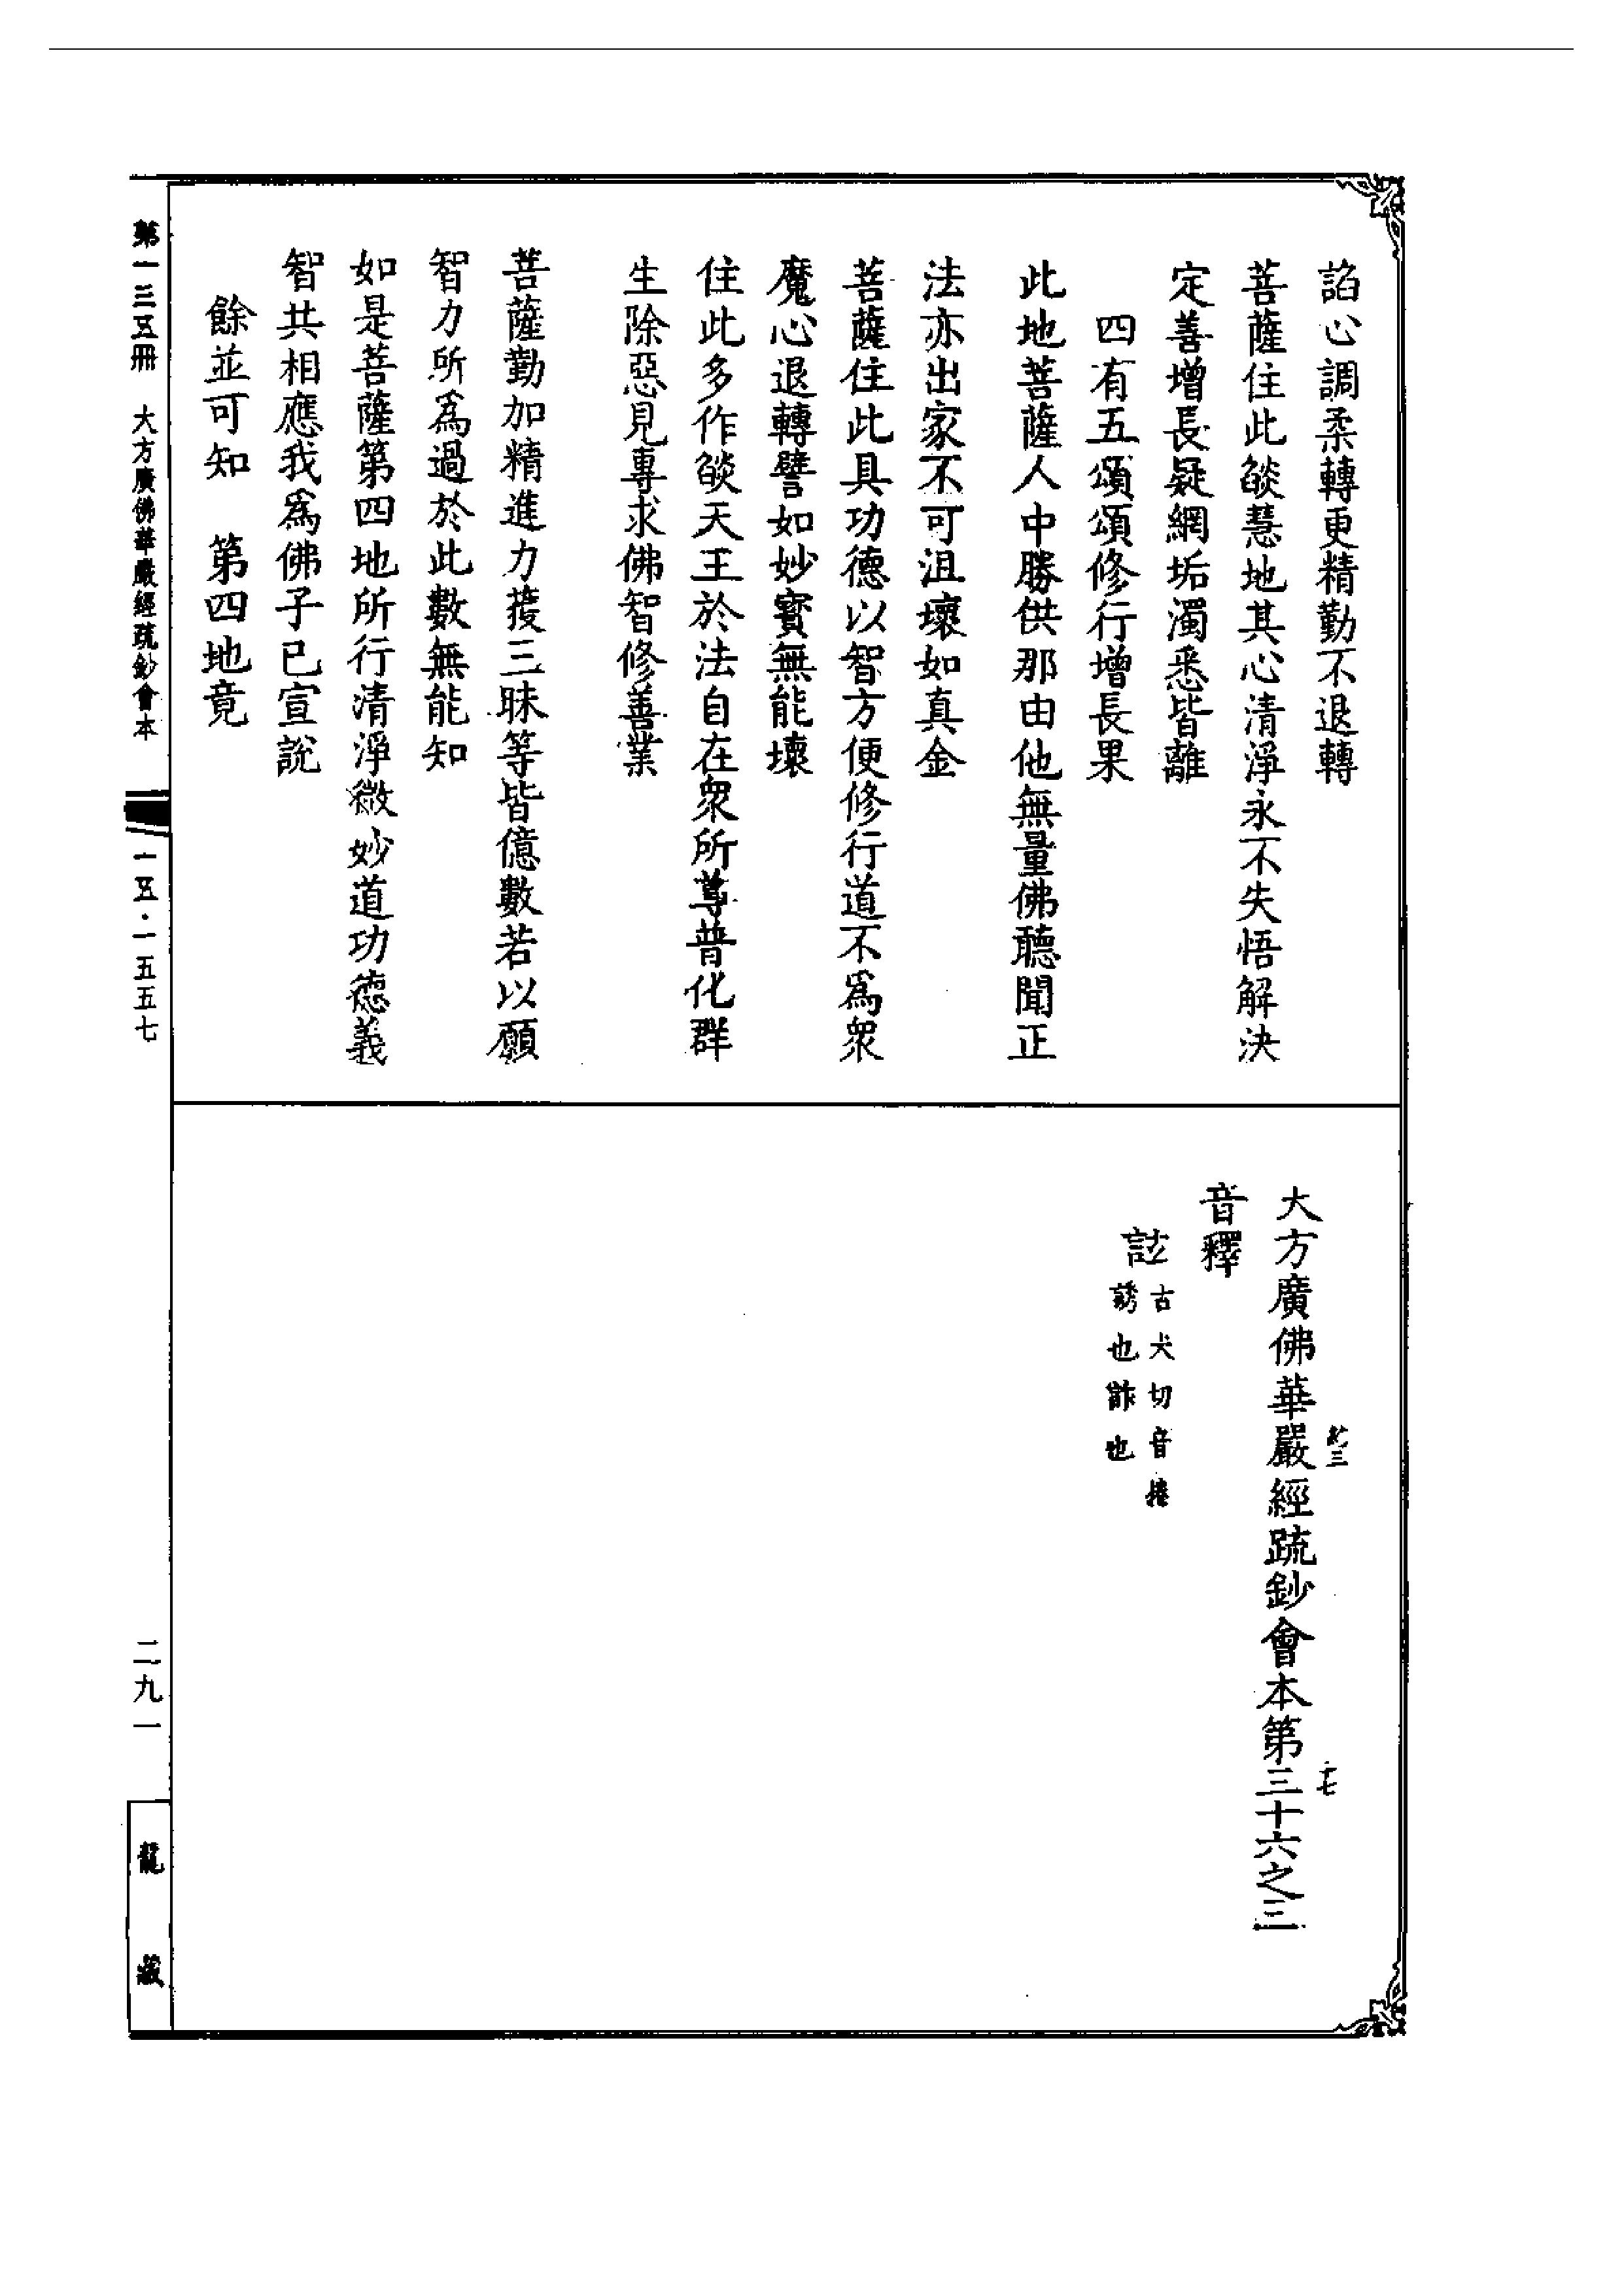 諂心調柔轉更精勤不退轉
菩薩住此燄慧地其心清淨永不失悟解決
定善增長疑網垢濁悉皆離
四有五頌頌修行增長果
此地菩薩人中勝供那由他無量佛聽聞正
法亦出家不可沮壞如真金
菩薩住此具功德以智方便修行道不為衆
魔心退轉譬如妙寶無能壞
住此多作燄天王於法自在衆所尊普化群
生除惡見專求佛智修善業
菩薩勤加精進力獲三昧等皆億數若以願
智力所為過於此數無能知
如是菩薩第四地所行清淨微妙道功德義
智共相應我為佛子已宣說
餘並可知 第四地竟
大方廣佛華嚴經疏鈔會本第三十六之三
十七
音釋
詃 古犬切音捲
誘也詐也
第一三五冊 大方廣佛華嚴經疏鈔會本
一五·一五五七
二九一
龍藏